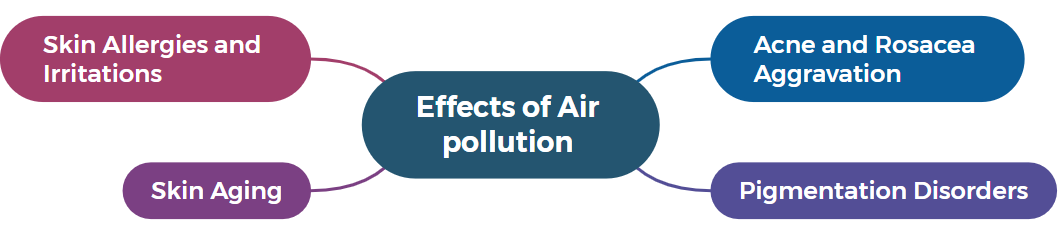 Skin Allergies and
Irritations
Acne and Rosacea
Aggravation
Effects of Air
pollution
Skin Aging
Pigmentation Disorders